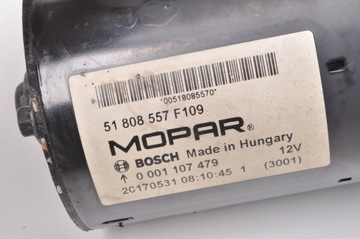 *00518085570*
51 808 557 F109
MOPAR®
BOSCH Made in Hungary
0 001 107 479 12V
20170531 08:10:45 1 (3001)